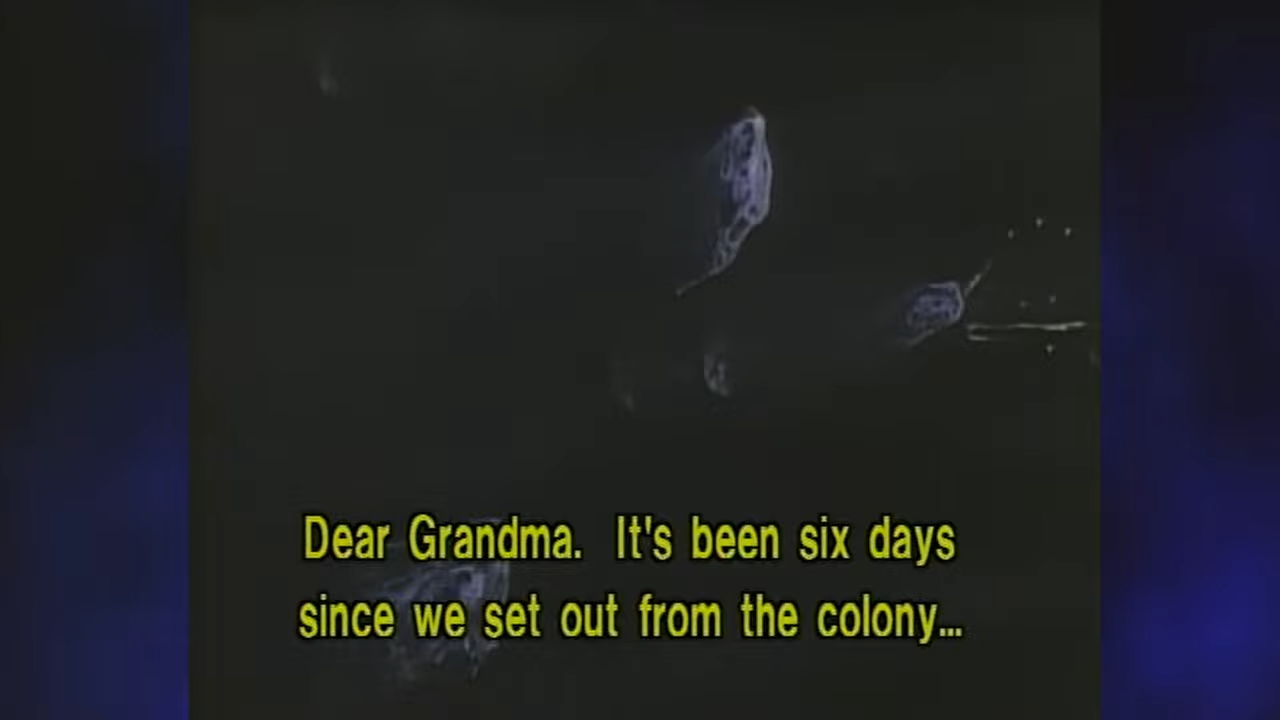 Dear Grandma. It's been six days
since we set out from the colony...